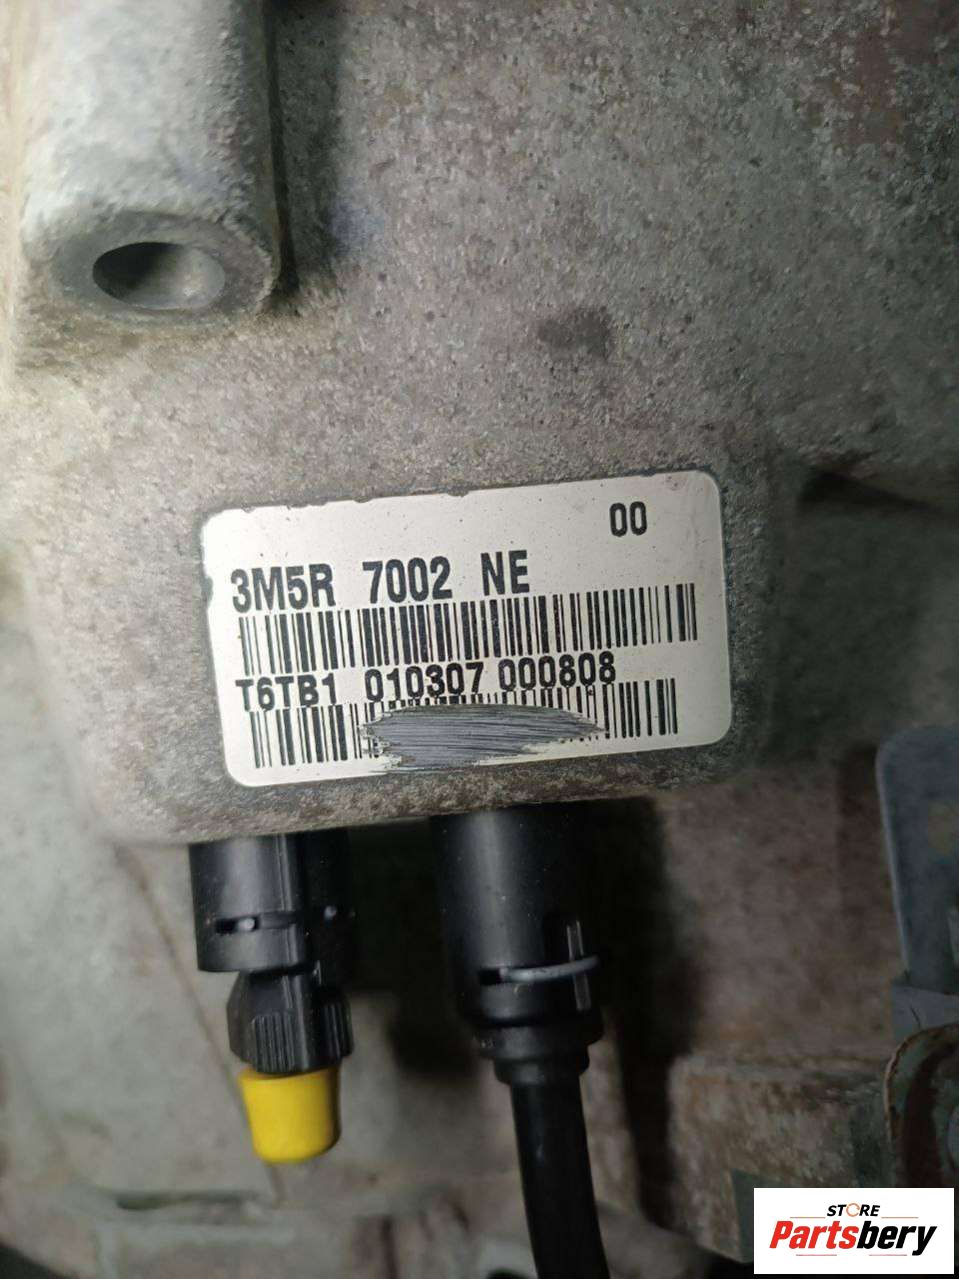 00
3M5R 7002 NE
T6TB1 010307 000808
STORE
Partsbery